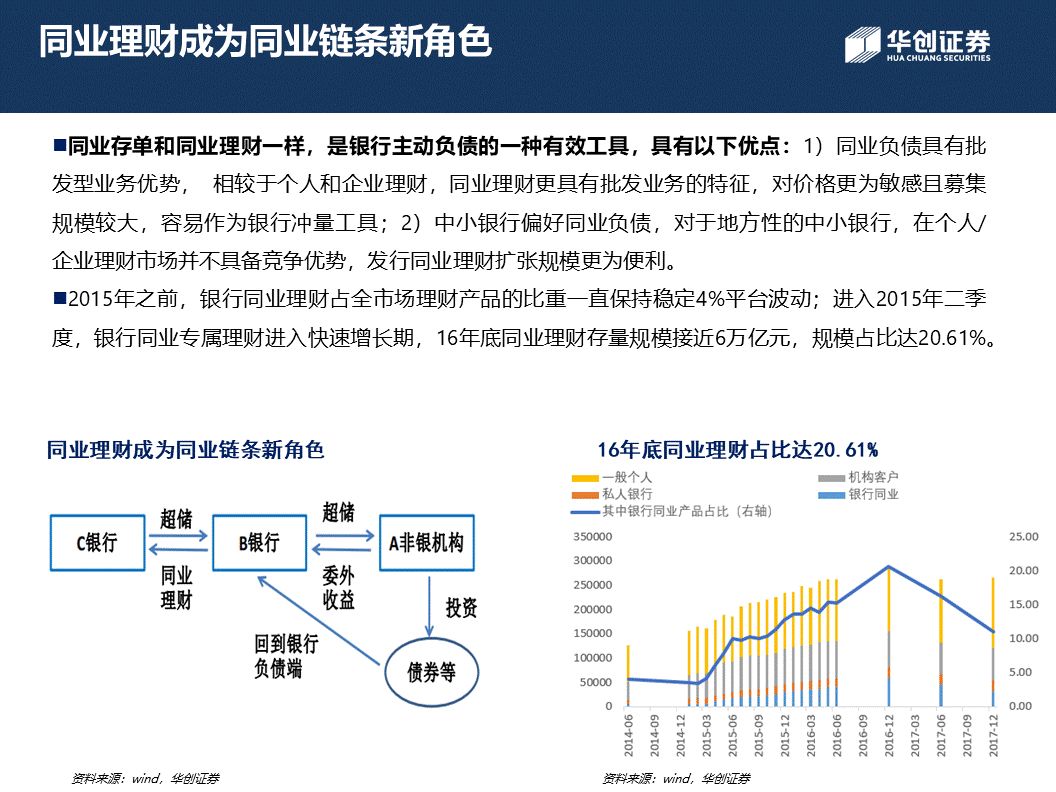 同业理财成为同业链条新角色
华创证券
HUA CHUANG SECURITIES
■同业存单和同业理财一样，是银行主动负债的一种有效工具，具有以下优点：1）同业负债具有批
发型业务优势， 相较于个人和企业理财，同业理财更具有批发业务的特征，对价格更为敏感且募集
规模较大，容易作为银行冲量工具；2）中小银行偏好同业负债，对于地方性的中小银行，在个人/
企业理财市场并不具备竞争优势，发行同业理财扩张规模更为便利。
■2015年之前，银行同业理财占全市场理财产品的比重一直保持稳定4%平台波动；进入2015年二季
度，银行同业专属理财进入快速增长期，16年底同业理财存量规模接近6万亿元，规模占比达20.61%。
同业理财成为同业链条新角色
C银行
超储
同业
理财
B银行
超储
委外
收益
A非银机构
投资
回到银行
负债端
债券等
资料来源：wind，华创证券
16年底同业理财占比达20.61%
一般个人
机构客户
私人银行
银行同业
其中银行同业产品占比（右轴）
350000
300000
250000
200000
150000
100000
50000
0
25.00
20.00
15.00
10.00
5.00
0.00
2014-06
2014-09
2014-12
2015-03
2015-06
2015-09
2015-12
2016-03
2016-06
2016-09
2016-12
2017-03
2017-06
2017-09
2017-12
资料来源：wind，华创证券